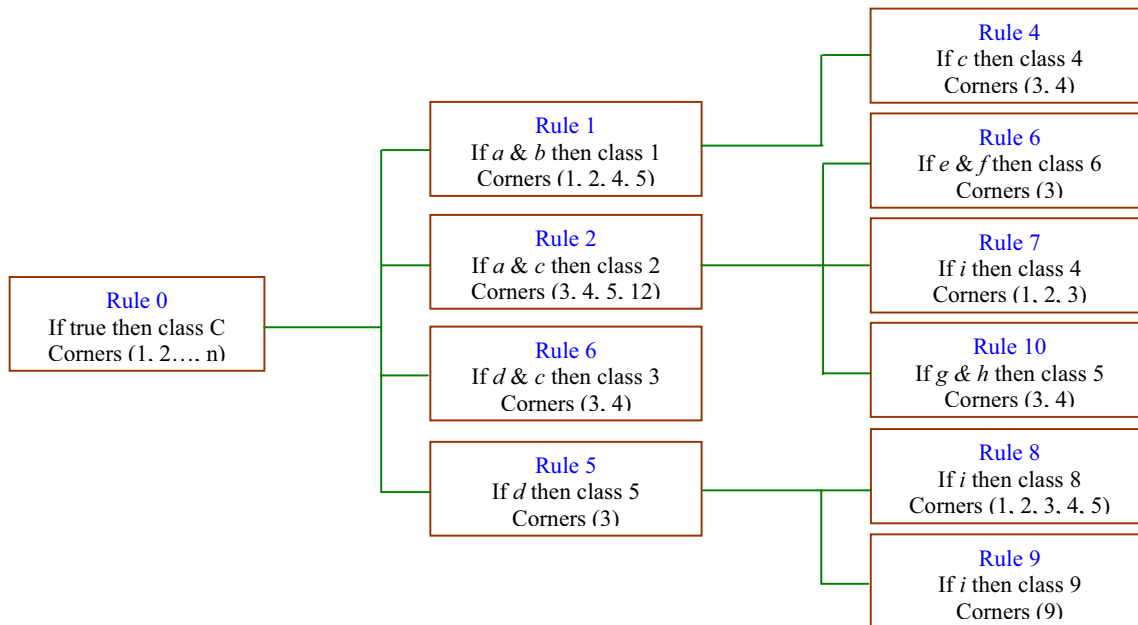 Rule 0
If true then class C
Corners (1, 2…, n)
Rule 1
If a & b then class 1
Corners (1, 2, 4, 5)
Rule 2
If a & c then class 2
Corners (3, 4, 5, 12)
Rule 6
If d & c then class 3
Corners (3, 4)
Rule 5
If d then class 5
Corners (3)
Rule 4
If c then class 4
Corners (3, 4)
Rule 6
If e & f then class 6
Corners (3)
Rule 7
If i then class 4
Corners (1, 2, 3)
Rule 10
If g & h then class 5
Corners (3, 4)
Rule 8
If i then class 8
Corners (1, 2, 3, 4, 5)
Rule 9
If i then class 9
Corners (9)